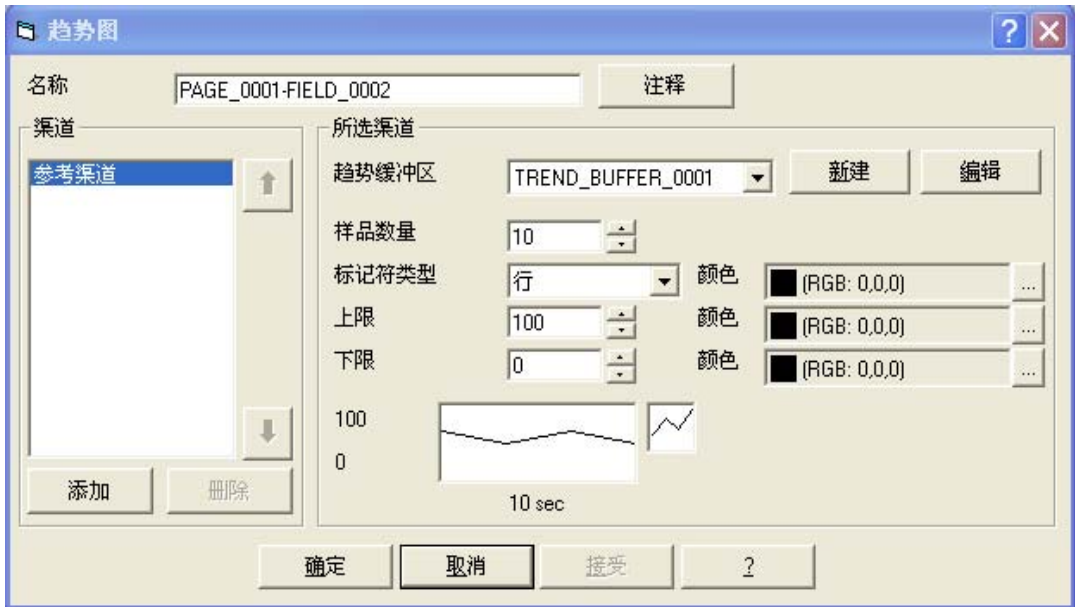 趋势图
名称 PAGE_0001-FIELD_0002 注释
渠道 所选渠道
参考渠道 趋势缓冲区 TREND_BUFFER_0001 新建 编辑
样品数量 10
标记符类型 行 颜色 (RGB: 0,0,0) ...
上限 100 颜色 (RGB: 0,0,0) ...
下限 0 颜色 (RGB: 0,0,0) ...
100
0
添加 删除 10 sec
确定 取消 接受 ?